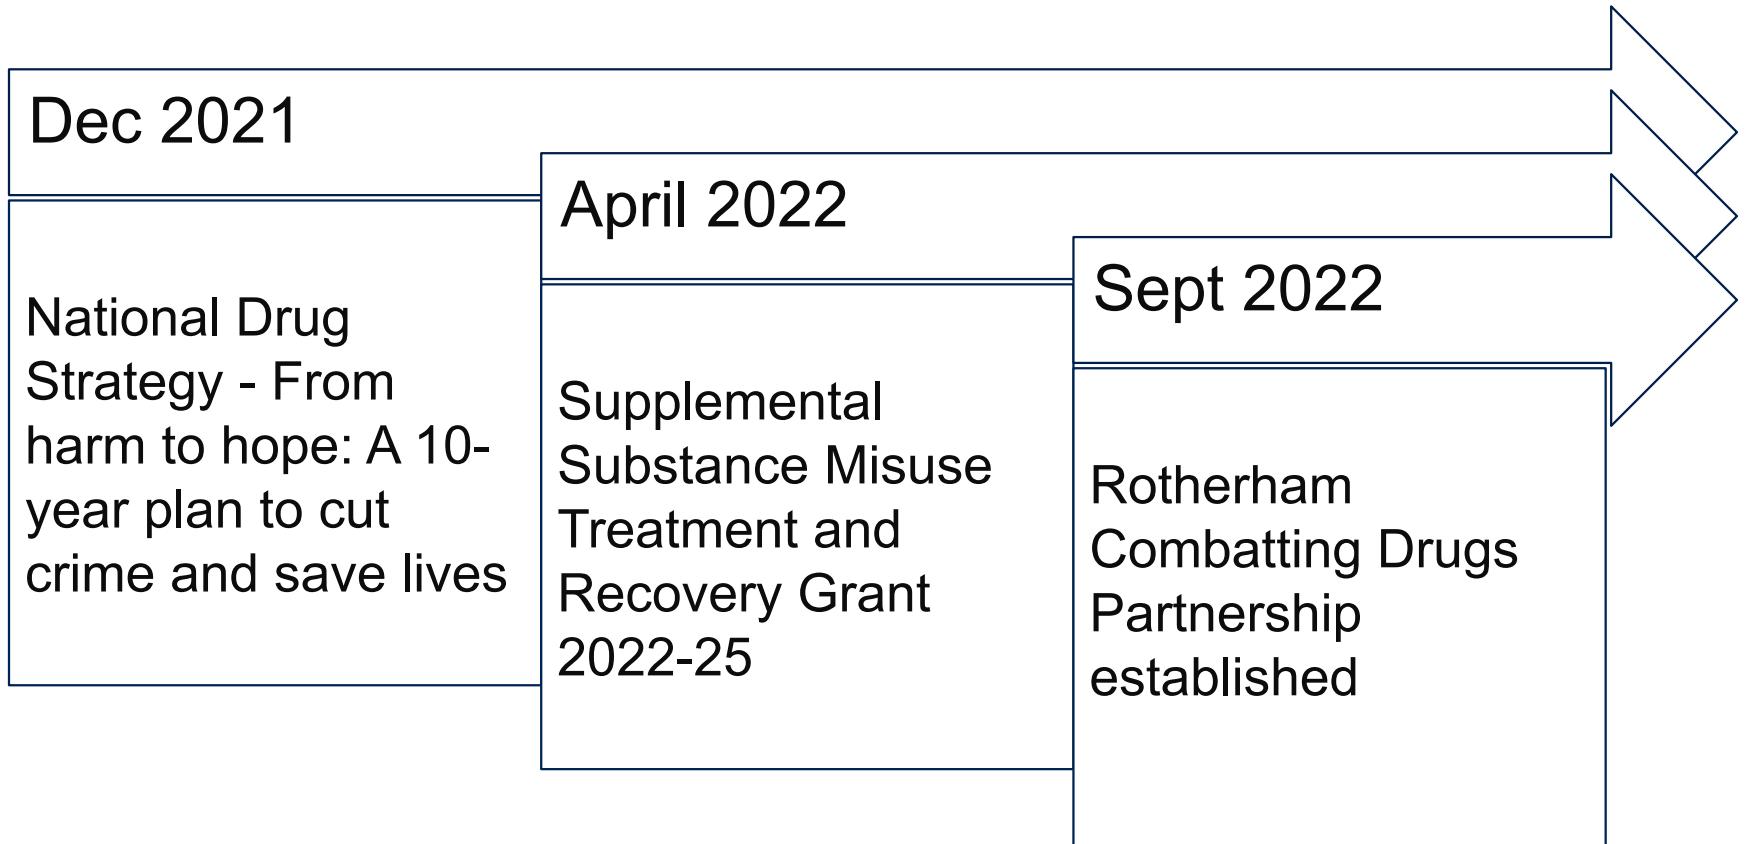 Dec 2021
National Drug
Strategy - From
harm to hope: A 10-
year plan to cut
crime and save lives
April 2022
Supplemental
Substance Misuse
Treatment and
Recovery Grant
2022-25
Sept 2022
Rotherham
Combatting Drugs
Partnership
established